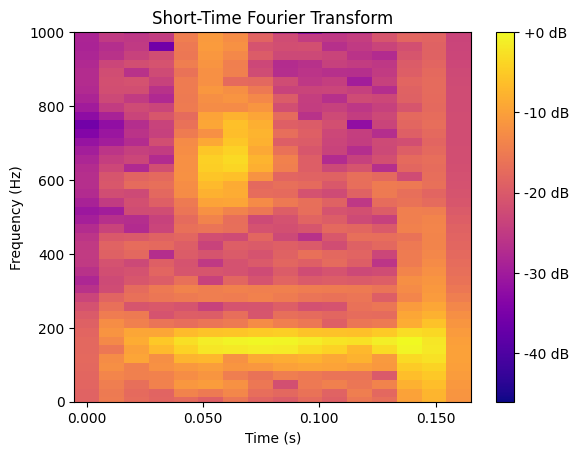 Short-Time Fourier Transform
1000
800
600
400
200
0
Frequency (Hz)
0.000
0.050
0.100
0.150
Time (s)
+0 dB
-10 dB
-20 dB
-30 dB
-40 dB